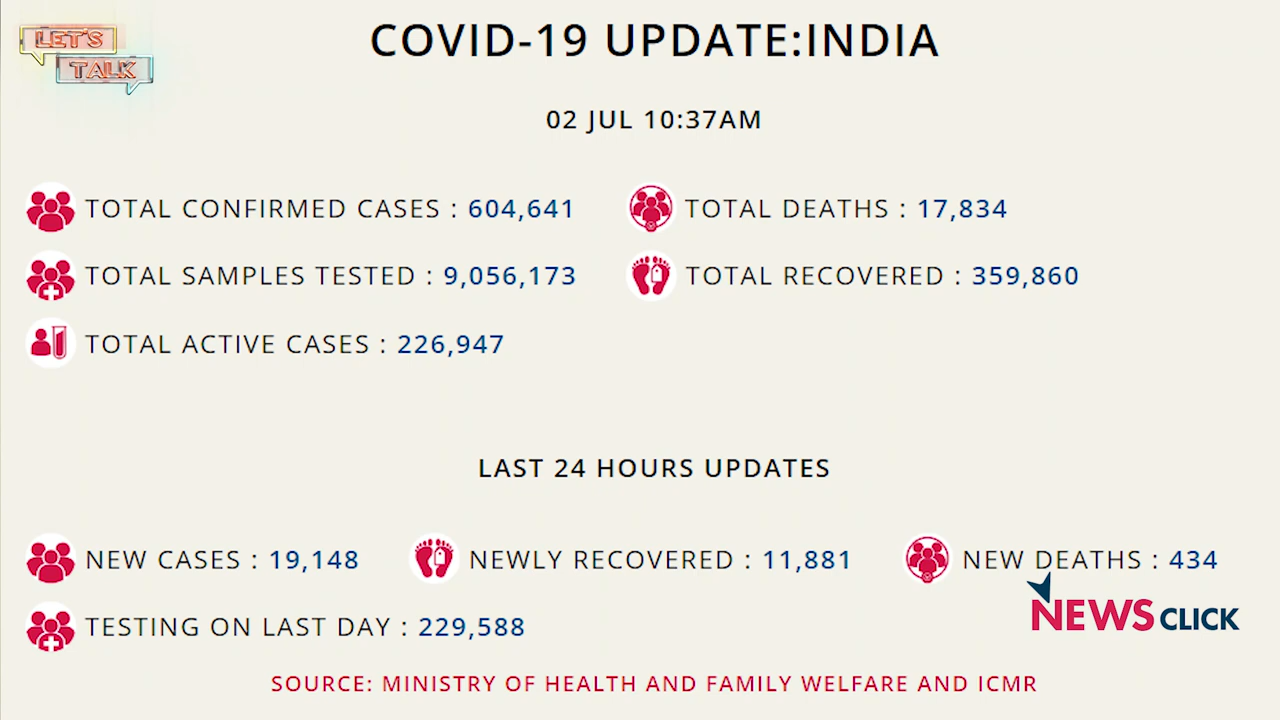 LET'S
TALK
COVID-19 UPDATE:INDIA
02 JUL 10:37AM
TOTAL CONFIRMED CASES : 604,641
TOTAL DEATHS : 17,834
TOTAL SAMPLES TESTED : 9,056,173
TOTAL RECOVERED : 359,860
TOTAL ACTIVE CASES : 226,947
LAST 24 HOURS UPDATES
NEW CASES : 19,148
NEWLY RECOVERED : 11,881
NEW DEATHS : 434
TESTING ON LAST DAY : 229,588
NEWSCLICK
SOURCE: MINISTRY OF HEALTH AND FAMILY WELFARE AND ICMR